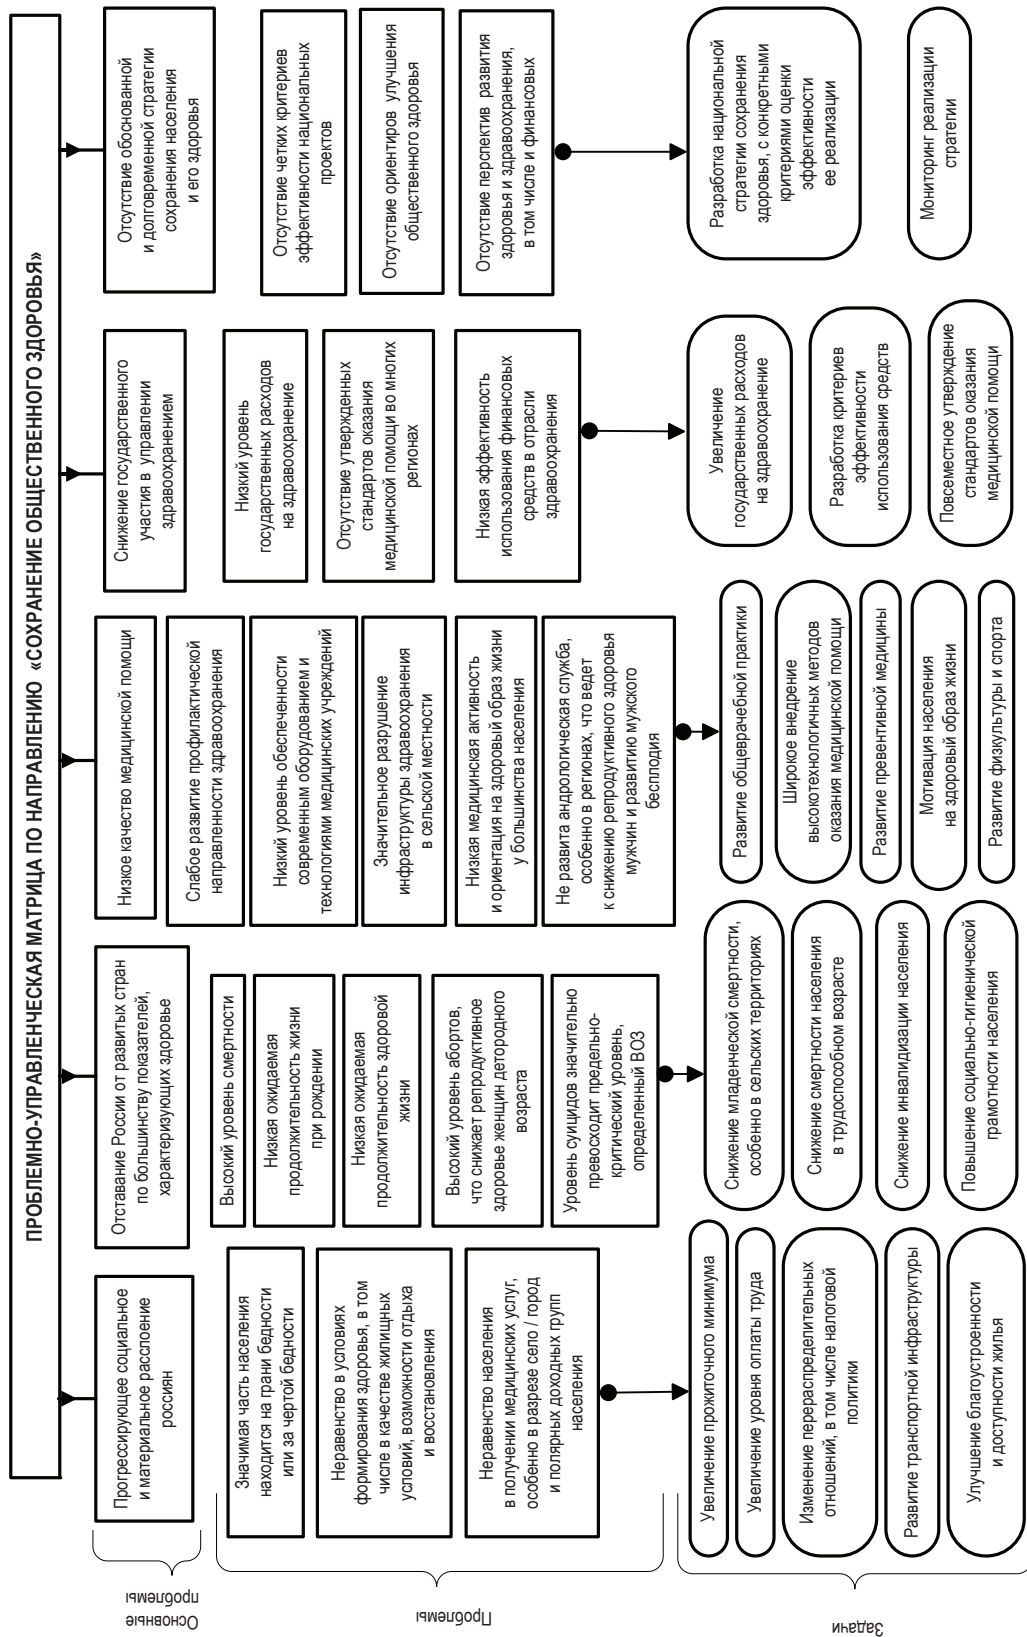 ПРОБЛЕМНО-УПРАВЛЕНЧЕСКАЯ МАТРИЦА ПО НАПРАВЛЕНИЮ «СОХРАНЕНИЕ ОБЩЕСТВЕННОГО ЗДОРОВЬЯ»
Основные
проблемы
Прогрессирующее социальное
и материальное расслоение
россиян
Отставание России от развитых стран
по большинству показателей,
характеризующих здоровье
Низкое качество медицинской помощи
Снижение государственного
участия в управлении
здравоохранением
Отсутствие обоснованной
и долговременной стратегии
сохранения населения
и его здоровья
Проблемы
Значимая часть населения
находится на грани бедности
или за чертой бедности
Неравенство в условиях
формирования здоровья, в том
числе в качестве жилищных
условий, возможности отдыха
и восстановления
Неравенство населения
в получении медицинских услуг,
особенно в разрезе село / город
и полярных доходных групп
населения
Высокий уровень смертности
Низкая ожидаемая
продолжительность жизни
при рождении
Низкая ожидаемая
продолжительность здоровой
жизни
Высокий уровень абортов,
что снижает репродуктивное
здоровье женщин детородного
возраста
Уровень суицидов значительно
превосходит предельно-
критический уровень,
определенный ВОЗ
Слабое развитие профилактической
направленности здравоохранения
Низкий уровень обеспеченности
современным оборудованием и
технологиями медицинских учреждений
Значительное разрушение
инфраструктуры здравоохранения
в сельской местности
Низкая медицинская активность
и ориентация на здоровый образ жизни
у большинства населения
Не развита андрологическая служба,
особенно в регионах, что ведет
к снижению репродуктивного здоровья
мужчин и развитию мужского
бесплодия
Низкий уровень
государственных расходов
на здравоохранение
Отсутствие утвержденных
стандартов оказания
медицинской помощи во многих
регионах
Низкая эффективность
использования финансовых
средств в отрасли
здравоохранения
Отсутствие четких критериев
эффективности национальных
проектов
Отсутствие ориентиров улучшения
общественного здоровья
Отсутствие перспектив развития
здоровья и здравоохранения,
в том числе и финансовых
Задачи
Увеличение прожиточного минимума
Увеличение уровня оплаты труда
Изменение перераспределительных
отношений, в том числе налоговой
политики
Развитие транспортной инфраструктуры
Улучшение благоустроенности
и доступности жилья
Снижение младенческой смертности,
особенно в сельских территориях
Снижение смертности населения
в трудоспособном возрасте
Снижение инвалидизации населения
Повышение социально-гигиенической
грамотности населения
Развитие общеврачебной практики
Широкое внедрение
высокотехнологичных методов
оказания медицинской помощи
Развитие превентивной медицины
Мотивация населения
на здоровый образ жизни
Развитие физкультуры и спорта
Увеличение
государственных расходов
на здравоохранение
Разработка критериев
эффективности
использования средств
Повсеместное утверждение
стандартов оказания
медицинской помощи
Разработка национальной
стратегии сохранения
здоровья, с конкретными
критериями оценки
эффективности
ее реализации
Мониторинг реализации
стратегии